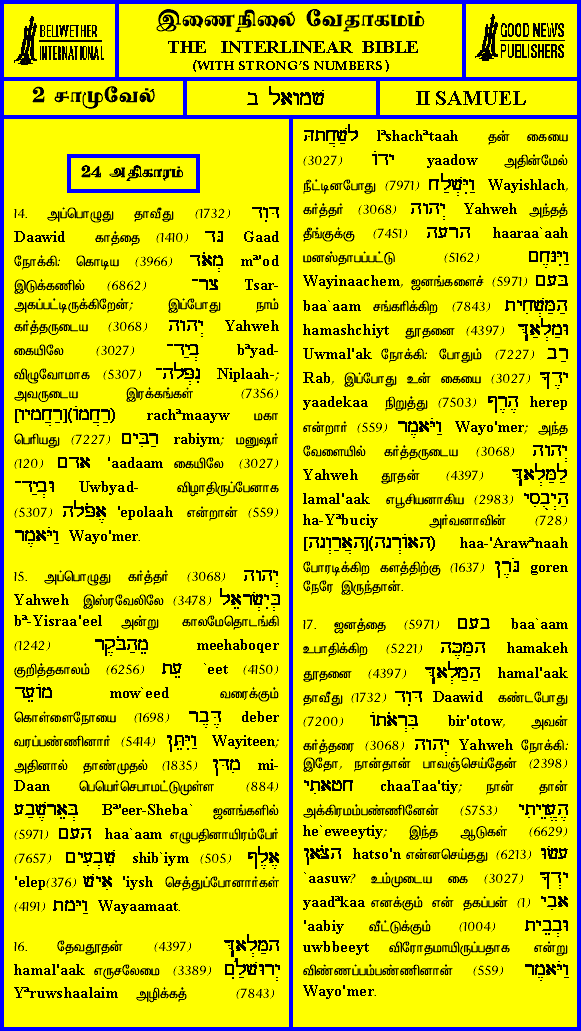 BELLWETHER
INTERNATIONAL
இணைநிலை வேதாகமம்
THE INTERLINEAR BIBLE
(WITH STRONG'S NUMBERS)
GOOD NEWS
PUBLISHERS
2 சாமுவேல்
שמואל ב
II SAMUEL
24 அதிகாரம்
14. அப்பொழுது தாவீது (1732) דָּוִד
Daawid காத்தை (1410) גָּד Gaad
நோக்கி: கொடிய (3966) מְאֹד mᵃ'od
இடுக்கணில் (6862) צַר־ Tsar-
அகப்பட்டிருக்கிறேன்; இப்போது நாம்
கர்த்தருடைய (3068) יְהוָה Yahweh
கையிலே (3027) בְיַד־ bᵃyad-
விழுவோமாக (5307) נִפְּלָה־ Niplaah-;
அவருடைய இரக்கங்கள் (7356)
[רַחֲמָיו](רַחֲמוֹ) rachᵃmaayw மகா
பெரியது (7227) רַבִּים rabiym; மனுஷர்
(120) אָדָם 'aadaam கையிலே (3027)
וּבְיַד־ Uwbyad- விழாதிருப்பேனாக
(5307) אֶפֹּלָה 'epolaah என்றான் (559)
וַיֹּאמֶר Wayo'mer.
15. அப்பொழுது கர்த்தர் (3068) יְהוָה
Yahweh இஸ்ரவேலிலே (3478) בְּיִשְׂרָאֵל
bᵃ-Yisraa'eel அன்று காலமேதொடங்கி
(1242) מֵהַבֹּקֶר meehaboqer
குறித்தகாலம் (6256) עֵת `eet (4150)
מוֹעֵד mow`eed வரைக்கும்
கொள்ளைநோயை (1698) דֶּבֶר deber
வரப்பண்ணினார் (5414) וַיִּתֵּן Wayiteen;
அதினால் தாண்முதல் (1835) מִדָּן mi-
Daan பெயெர்செபாமட்டுமுள்ள (884)
בְּאֵר שֶׁבַע Bᵃ'eer-Sheba` ஜனங்களில்
(5971) הָעָם haa`aam எழுபதினாயிரம்பேர்
(7657) שִׁבְעִים shib`iym (505) אֶלֶף
'elep(376) אִישׁ 'iysh செத்துப்போனார்கள்
(4191) וַיָּמָת Wayaamaat.
16. தேவதூதன் (4397) הַמַּלְאָךְ
hamal'aak எருசலேமை (3389) יְרוּשָׁלִַם
Yᵃruwshaalaim அழிக்கத் (7843)
לְשַׁחֲתָהּ lᵃshachᵃtaah தன் கையை
(3027) יָדוֹ yaadow அதின்மேல்
நீட்டினபோது (7971) וַיִּשְׁלַח Wayishlach,
கர்த்தர் (3068) יְהוָה Yahweh அந்தத்
தீங்குக்கு (7451) הָרָעָה haaraa`aah
மனஸ்தாபப்பட்டு (5162) וַיִּנָּחֶם
Wayinaachem, ஜனங்களைச் (5971) בָּעָם
baa`aam சங்கரிக்கிற (7843) הַמַּשְׁחִית
hamashchiyt தூதனை (4397) וּמַלְאַךְ
Uwmal'ak நோக்கி: போதும் (7227) רַב
Rab, இப்போது உன் கையை (3027) יָדֶךָ
yaadekaa நிறுத்து (7503) הֶרֶף herep
என்றார் (559) וַיֹּאמֶר Wayo'mer; அந்த
வேளையில் கர்த்தருடைய (3068) יְהוָה
Yahweh தூதன் (4397) לַמַּלְאָךְ
lamal'aak எபூசியனாகிய (2983) הַיְבֻסִי
ha-Yᵃbuciy அர்வனாவின் (728)
[הָאֲרַוְנָה](הָאוֹרְנָה) haa-'Arawᵃnaah
போரடிக்கிற களத்திற்கு (1637) גֹּרֶן goren
நேரே இருந்தான்.
17. ஜனத்தை (5971) בָעָם baa`aam
உபாதிக்கிற (5221) הַמַּכֶּה hamakeh
தூதனை (4397) הַמַּלְאָךְ hamal'aak
தாவீது (1732) דָּוִד Daawid கண்டபோது
(7200) בִּרְאֹתוֹ bir'otow, அவன்
கர்த்தரை (3068) יְהוָה Yahweh நோக்கி:
இதோ, நான்தான் பாவஞ்செய்தேன் (2398)
חָטָאתִי chaaTaa'tiy; நான் தான்
அக்கிரமம்பண்ணினேன் (5753) הֶעֱוֵיתִי
he`eweeytiy; இந்த ஆடுகள் (6629)
הַצֹּאן hatso'n என்னசெய்தது (6213) עָשׂוּ
`aasuw? உம்முடைய கை (3027) יָדְךָ
yaadᵃkaa எனக்கும் என் தகப்பன் (1) אָבִי
'aabiy வீட்டுக்கும் (1004) וּבְבֵית
uwbbeeyt விரோதமாயிருப்பதாக என்று
விண்ணப்பம்பண்ணினான் (559) וַיֹּאמֶר
Wayo'mer.